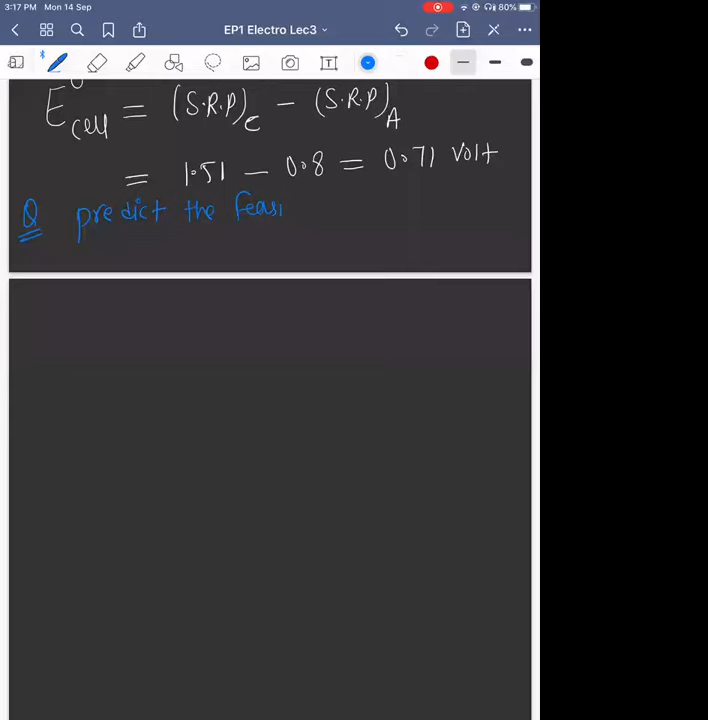 3:17 PM Mon 14 Sep 80%
EP1 Electro Lec3
E⁰cell = (S.R.P)C − (S.R.P)A
= 1.51 − 0.8 = 0.71 volt
Q predict the feasi